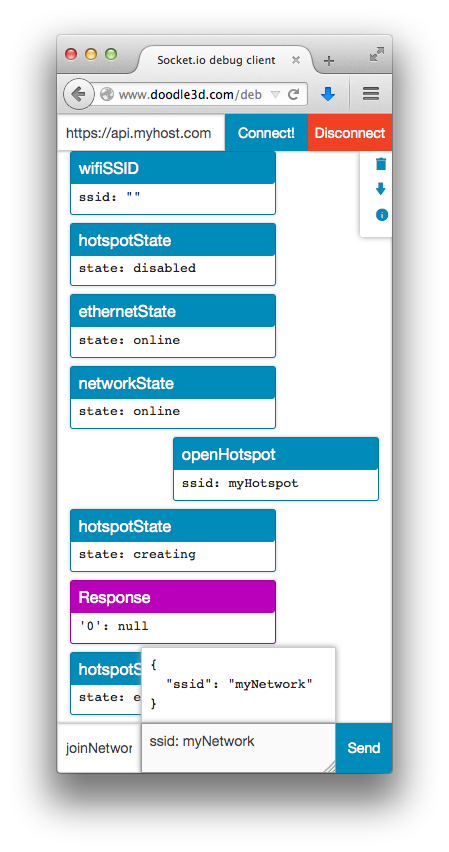 Socket.io debug client
www.doodle3d.com/deb
https://api.myhost.com
Connect!
Disconnect
wifiSSID
ssid: ""
hotspotState
state: disabled
ethernetState
state: online
networkState
state: online
openHotspot
ssid: myHotspot
hotspotState
state: creating
Response
'0': null
hotspotS
state: e
{
"ssid": "myNetwork"
}
joinNetwor
ssid: myNetwork
Send